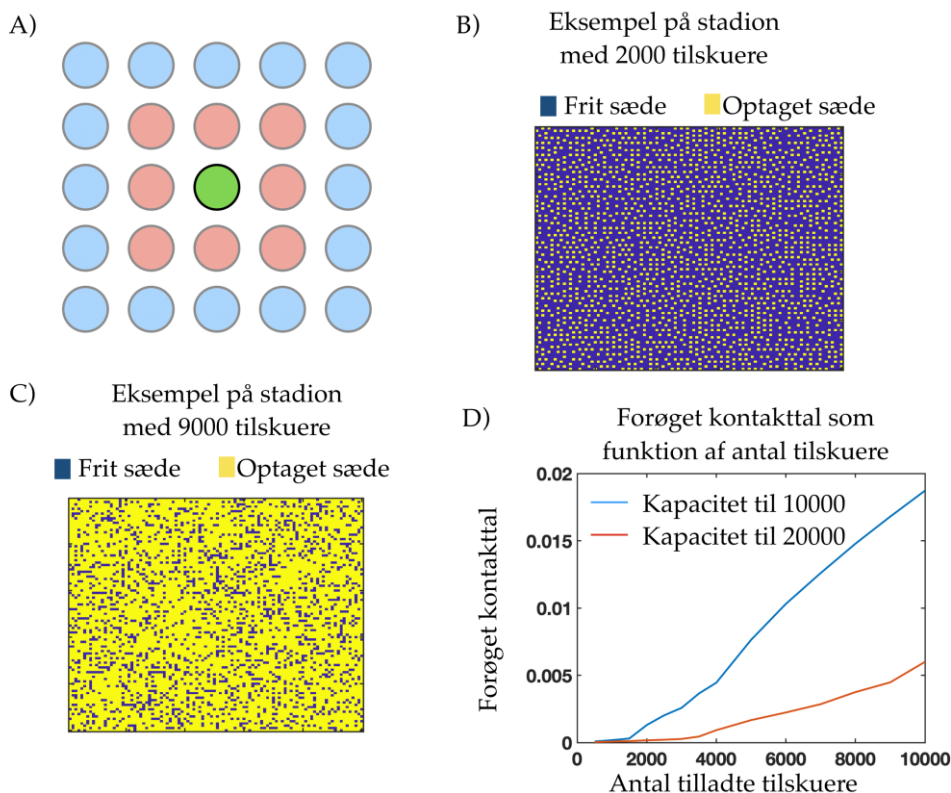 A)
B)
Eksempel på stadion
med 2000 tilskuere
Frit sæde
Optaget sæde
C)
Eksempel på stadion
med 9000 tilskuere
Frit sæde
Optaget sæde
D)
Forøget kontakttal som
funktion af antal tilskuere
0.02
0.015
0.01
0.005
0
Forøget kontakttal
Kapacitet til 10000
Kapacitet til 20000
0 2000 4000 6000 8000 10000
Antal tilladte tilskuere